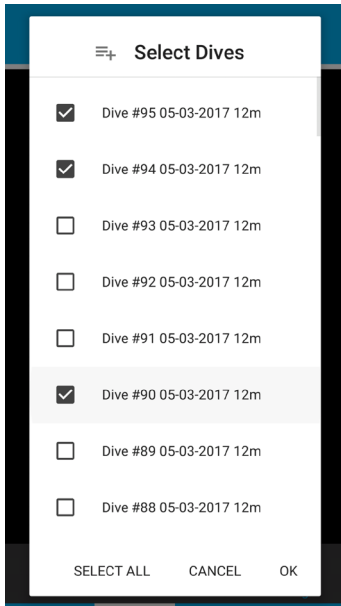 Select Dives
Dive #95 05-03-2017 12m
Dive #94 05-03-2017 12m
Dive #93 05-03-2017 12m
Dive #92 05-03-2017 12m
Dive #91 05-03-2017 12m
Dive #90 05-03-2017 12m
Dive #89 05-03-2017 12m
Dive #88 05-03-2017 12m
SELECT ALL CANCEL OK